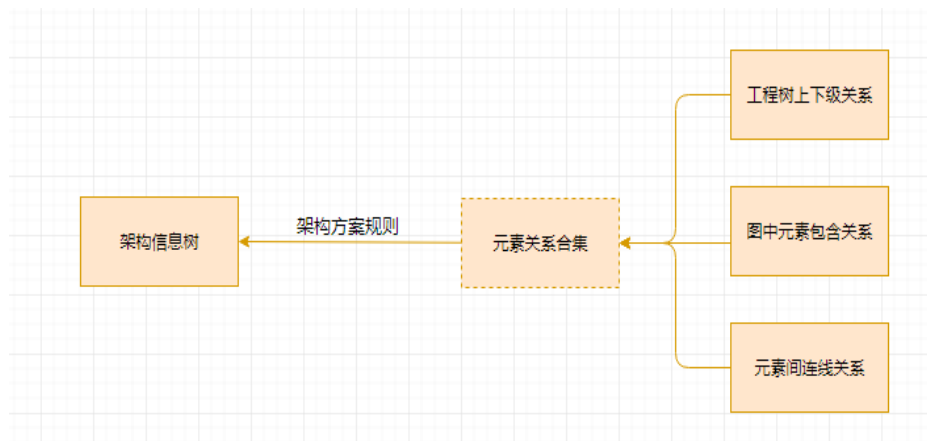 工程树上下级关系
架构方案规则
架构信息树
元素关系合集
图中元素包含关系
元素间连线关系